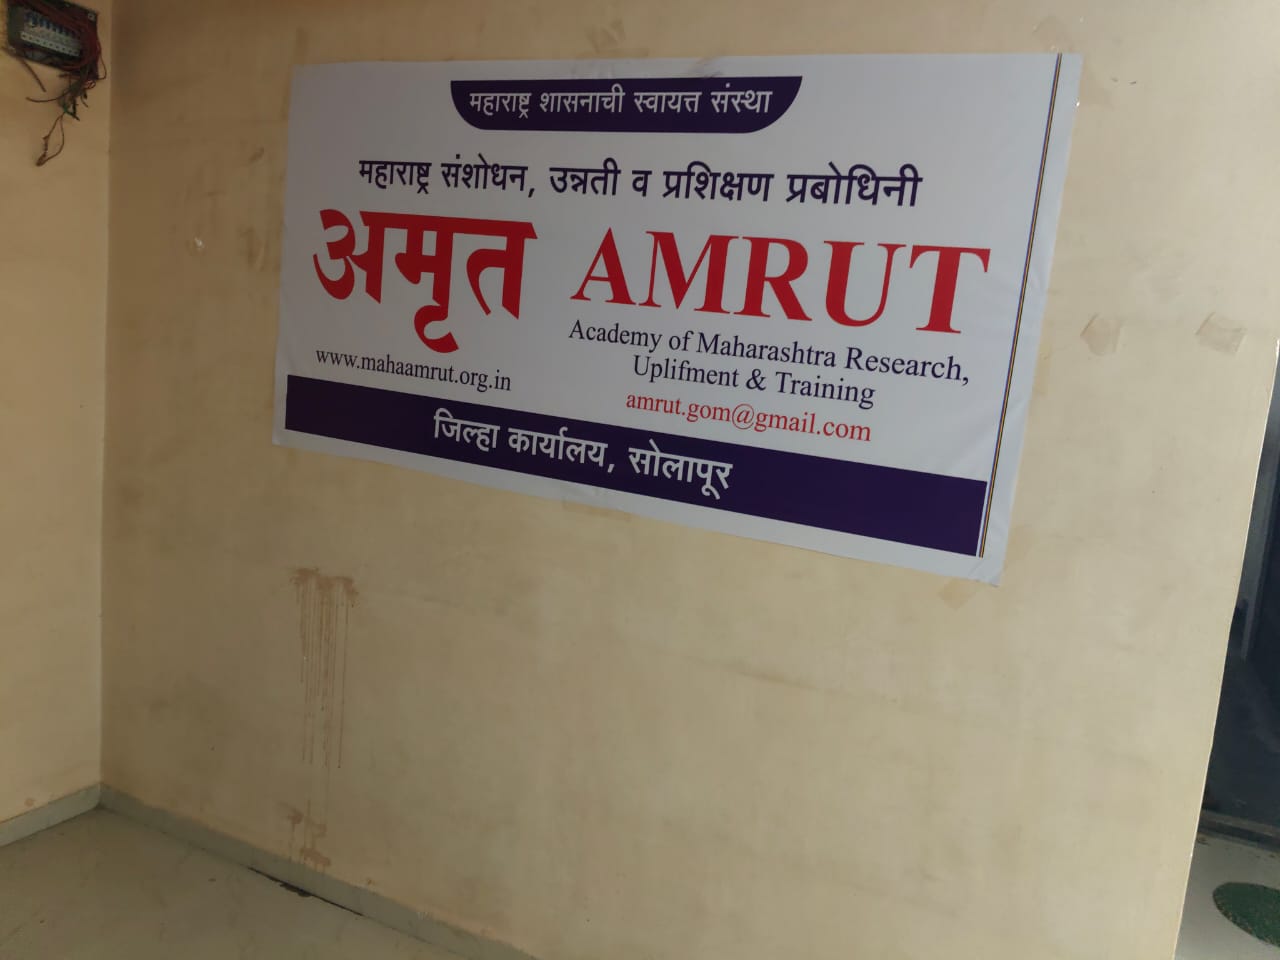 महाराष्ट्र शासनाची स्वायत्त संस्था
महाराष्ट्र संशोधन, उन्नती व प्रशिक्षण प्रबोधिनी
अमृत AMRUT
Academy of Maharashtra Research,
Uplifment & Training
www.mahaamrut.org.in
amrut.gom@gmail.com
जिल्हा कार्यालय, सोलापूर